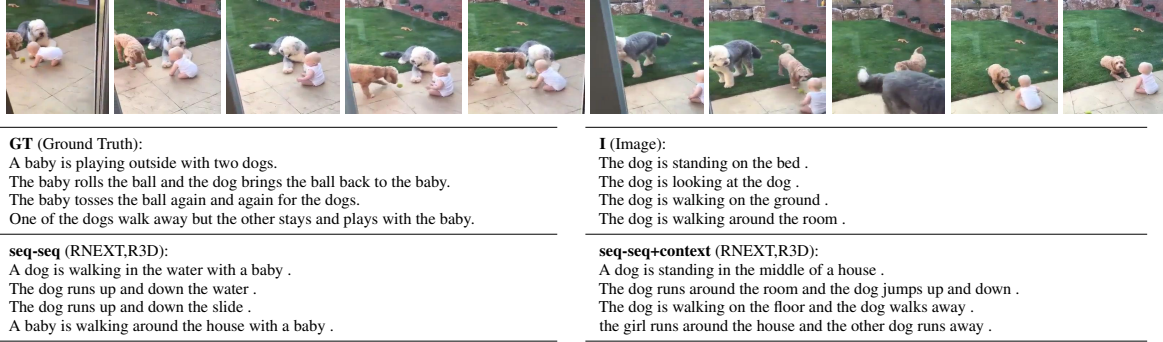 GT (Ground Truth):
A baby is playing outside with two dogs.
The baby rolls the ball and the dog brings the ball back to the baby.
The baby tosses the ball again and again for the dogs.
One of the dogs walk away but the other stays and plays with the baby.
I (Image):
The dog is standing on the bed .
The dog is looking at the dog .
The dog is walking on the ground .
The dog is walking around the room .
seq-seq (RNEXT,R3D):
A dog is walking in the water with a baby .
The dog runs up and down the water .
The dog runs up and down the slide .
A baby is walking around the house with a baby .
seq-seq+context (RNEXT,R3D):
A dog is standing in the middle of a house .
The dog runs around the room and the dog jumps up and down .
The dog is walking on the floor and the dog walks away .
the girl runs around the house and the other dog runs away .